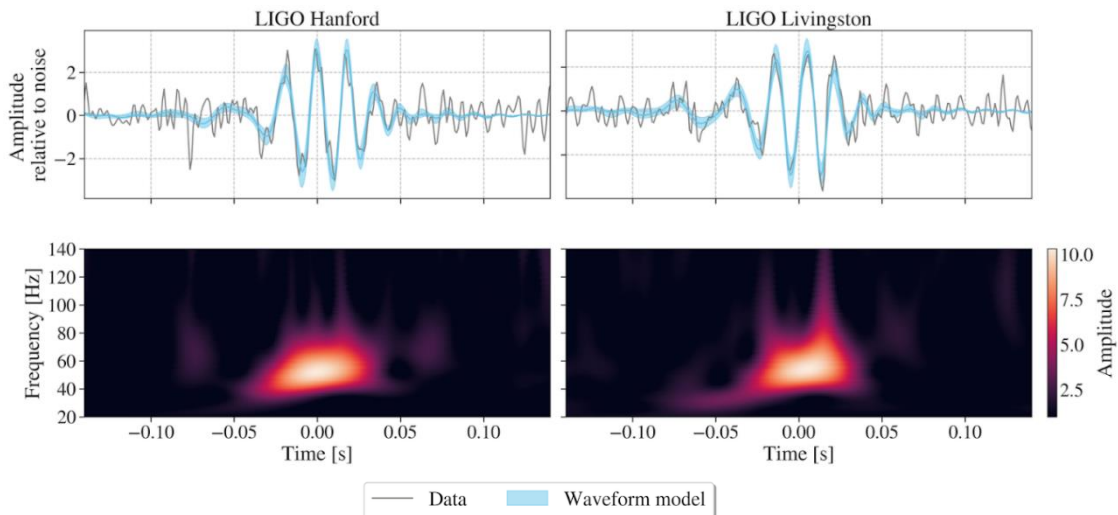 LIGO Hanford
LIGO Livingston
Amplitude
relative to noise
2
0
−2
Frequency [Hz]
140
120
100
80
60
40
20
−0.10 −0.05 0.00 0.05 0.10
Time [s]
−0.10 −0.05 0.00 0.05 0.10
Time [s]
10.0
7.5
5.0
2.5
Amplitude
Data
Waveform model